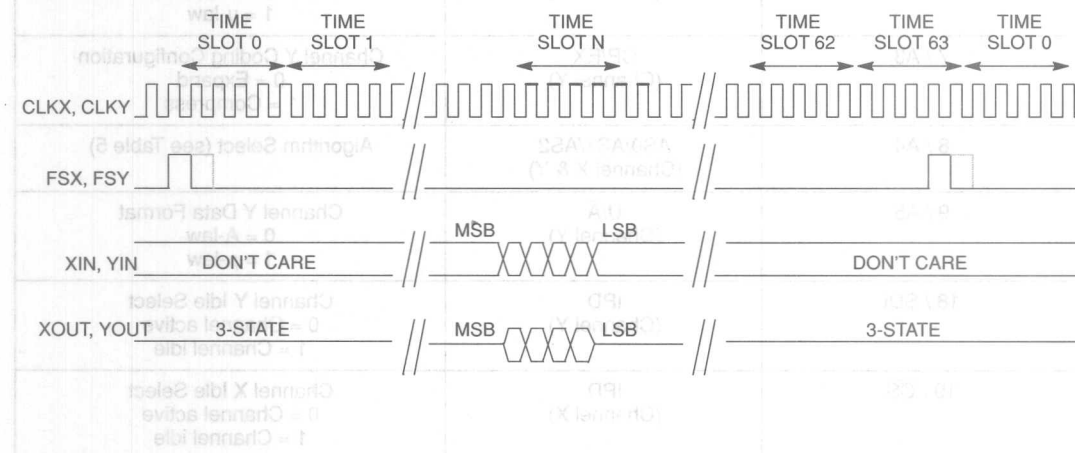 TIME SLOT 0
TIME SLOT 1
TIME SLOT N
TIME SLOT 62
TIME SLOT 63
TIME SLOT 0
CLKX, CLKY
FSX, FSY
MSB
LSB
XIN, YIN
DON'T CARE
DON'T CARE
XOUT, YOUT
3-STATE
MSB
LSB
3-STATE